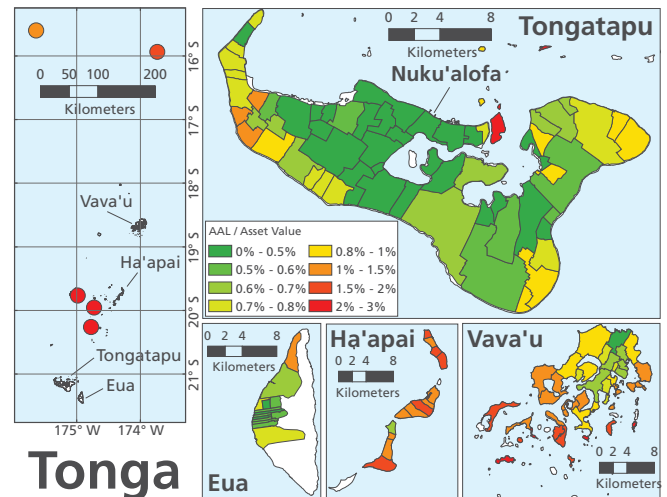 16° S
17° S
18° S
19° S
20° S
21° S
0 50 100 200
Kilometers
Vava'u
Ha'apai
Tongatapu
Eua
175° W 174° W
Tonga
Tongatapu
0 2 4 8
Kilometers
Nuku'alofa
AAL / Asset Value
0% - 0.5%
0.5% - 0.6%
0.6% - 0.7%
0.7% - 0.8%
0.8% - 1%
1% - 1.5%
1.5% - 2%
2% - 3%
0 2 4 8
Kilometers
Eua
Ha'apai
0 2 4 8
Kilometers
Vava'u
0 2 4 8
Kilometers